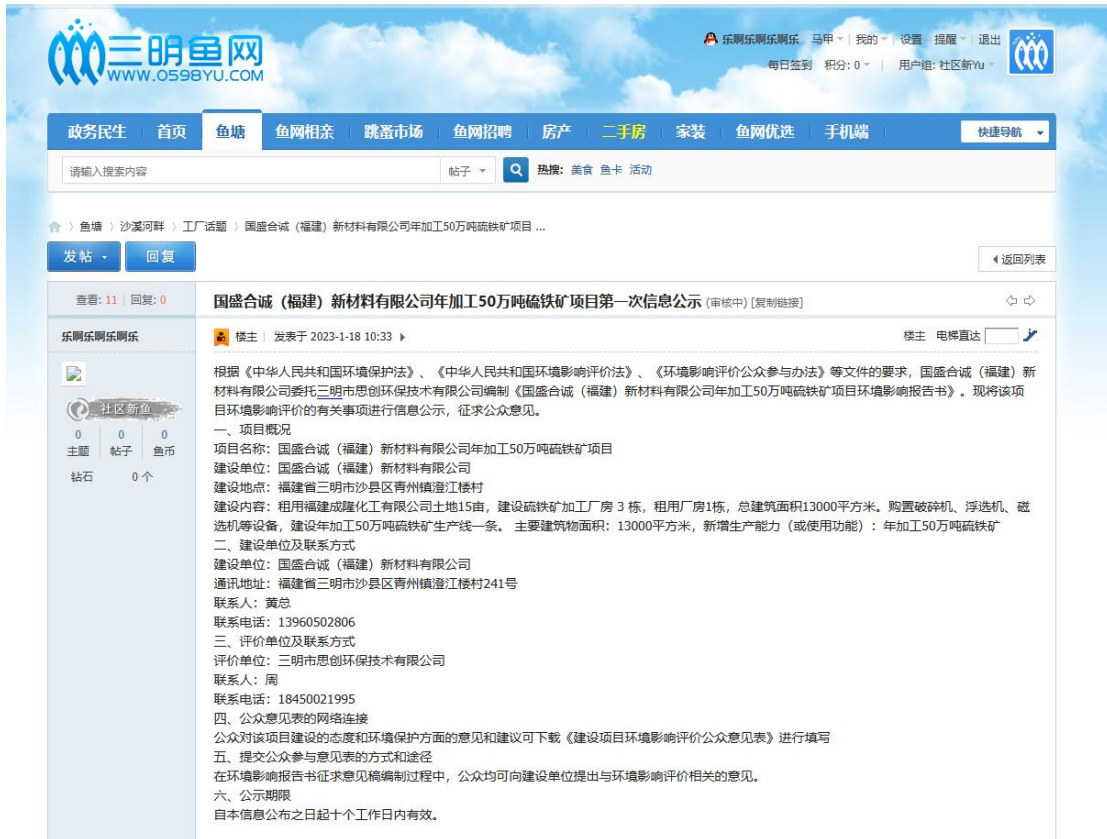 三明鱼网
WWW.0598YU.COM
乐啊乐啊乐啊乐 马甲 我的 设置 提醒 退出
每日签到 积分: 0 用户组: 社区新Yu
政务民生 首页 鱼塘 鱼网相亲 跳蚤市场 鱼网招聘 房产 二手房 家装 鱼网优选 手机端 快捷导航
请输入搜索内容 帖子 热搜: 美食 鱼卡 活动
鱼塘 沙溪河畔 工厂话题 国盛合诚（福建）新材料有限公司年加工50万吨硫铁矿项目 ...
发帖 回复 返回列表
查看: 11 回复: 0 国盛合诚（福建）新材料有限公司年加工50万吨硫铁矿项目第一次信息公示 (审核中) [复制链接]
乐啊乐啊乐啊乐 楼主 发表于 2023-1-18 10:33 楼主 电梯直达
社区新鱼
0 0 0
主题 帖子 鱼币
钻石 0 个
根据《中华人民共和国环境保护法》、《中华人民共和国环境影响评价法》、《环境影响评价公众参与办法》等文件的要求，国盛合诚（福建）新
材料有限公司委托三明市思创环保技术有限公司编制《国盛合诚（福建）新材料有限公司年加工50万吨硫铁矿项目环境影响报告书》。现将该项
目环境影响评价的有关事项进行信息公示，征求公众意见。
一、项目概况
项目名称：国盛合诚（福建）新材料有限公司年加工50万吨硫铁矿项目
建设单位：国盛合诚（福建）新材料有限公司
建设地点：福建省三明市沙县区青州镇澄江楼村
建设内容：租用福建成隆化工有限公司土地15亩，建设硫铁矿加工厂房 3 栋，租用厂房1栋，总建筑面积13000平方米。购置破碎机、浮选机、磁
选机等设备，建设年加工50万吨硫铁矿生产线一条。 主要建筑物面积：13000平方米，新增生产能力（或使用功能）：年加工50万吨硫铁矿
二、建设单位及联系方式
建设单位：国盛合诚（福建）新材料有限公司
通讯地址：福建省三明市沙县区青州镇澄江楼村241号
联系人：黄总
联系电话：13960502806
三、评价单位及联系方式
评价单位：三明市思创环保技术有限公司
联系人：周
联系电话：18450021995
四、公众意见表的网络连接
公众对该项目建设的态度和环境保护方面的意见和建议可下载《建设项目环境影响评价公众意见表》进行填写
五、提交公众参与意见表的方式和途径
在环境影响报告书征求意见稿编制过程中，公众均可向建设单位提出与环境影响评价相关的意见。
六、公示期限
自本信息公布之日起十个工作日内有效。